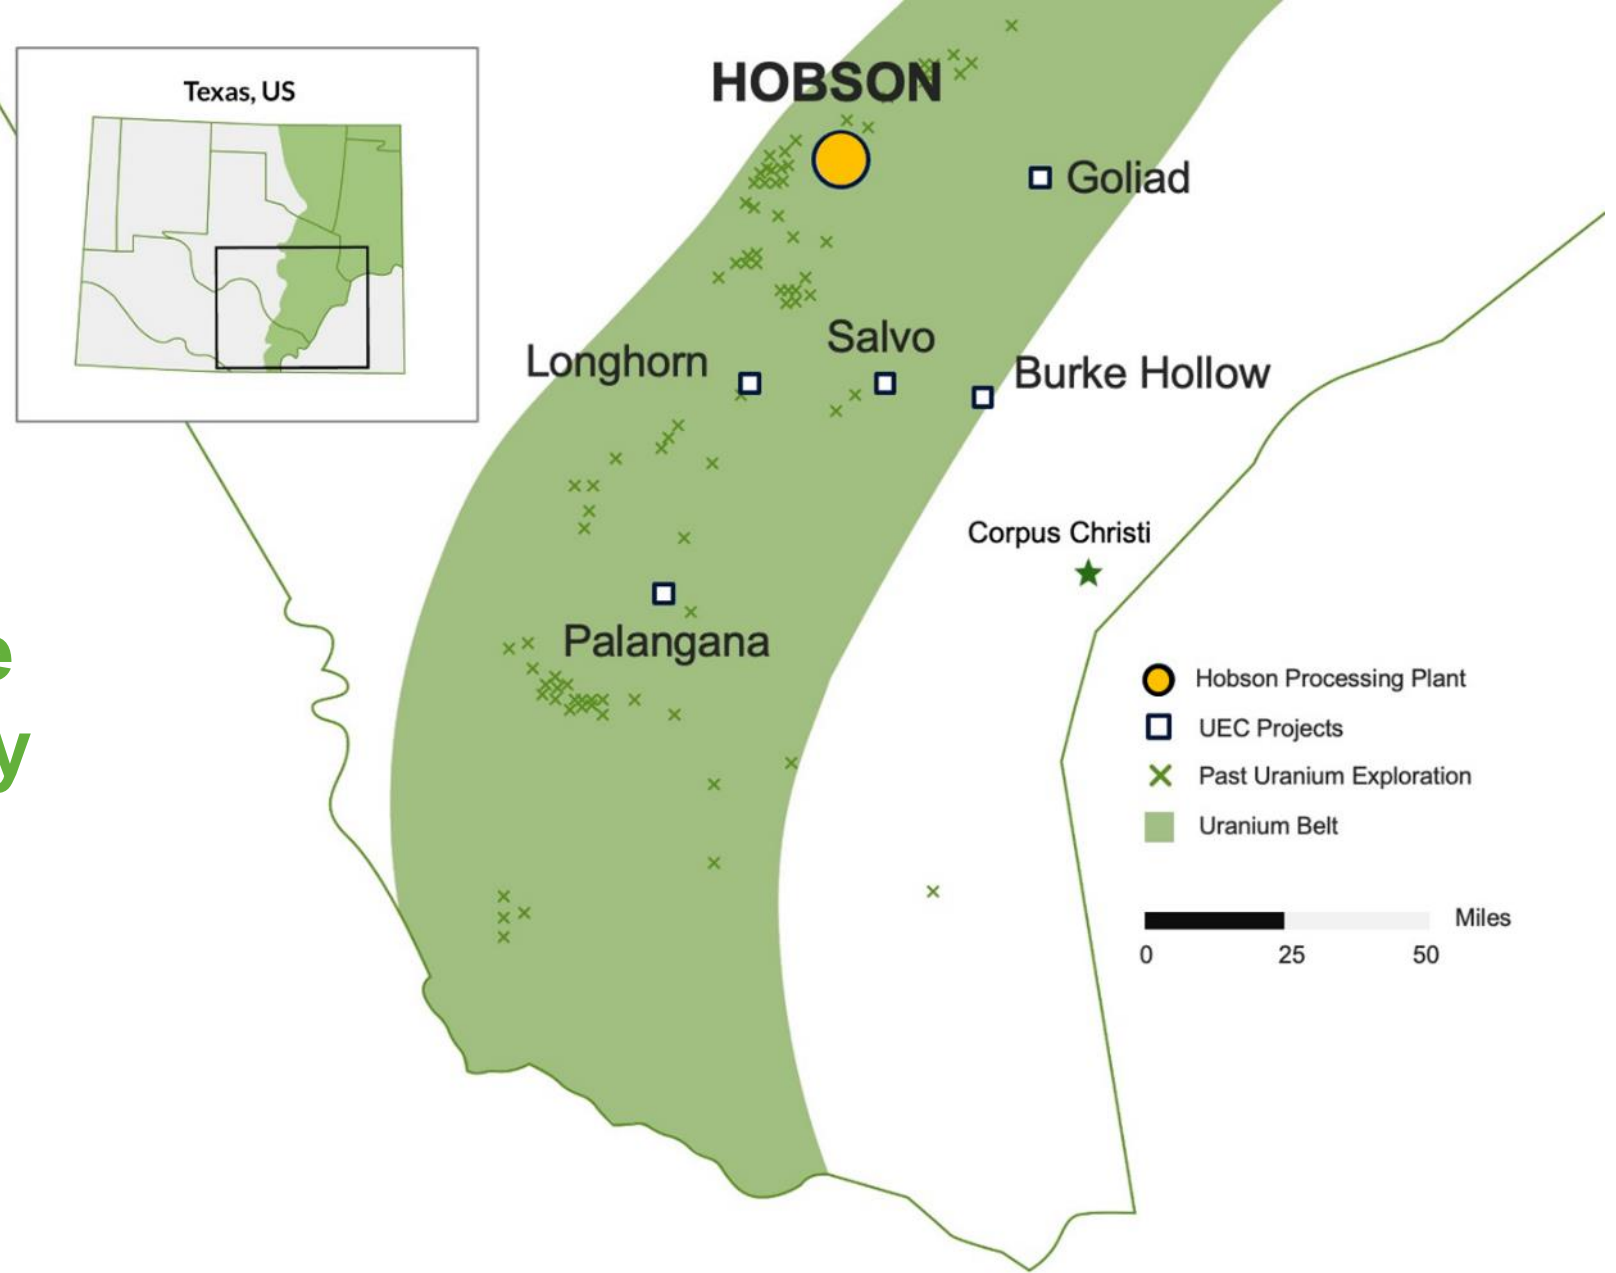 Texas, US
HOBSON
Goliad
Salvo
Longhorn
Burke Hollow
Corpus Christi
Palangana
e
y
Hobson Processing Plant
UEC Projects
Past Uranium Exploration
Uranium Belt
Miles
0 25 50